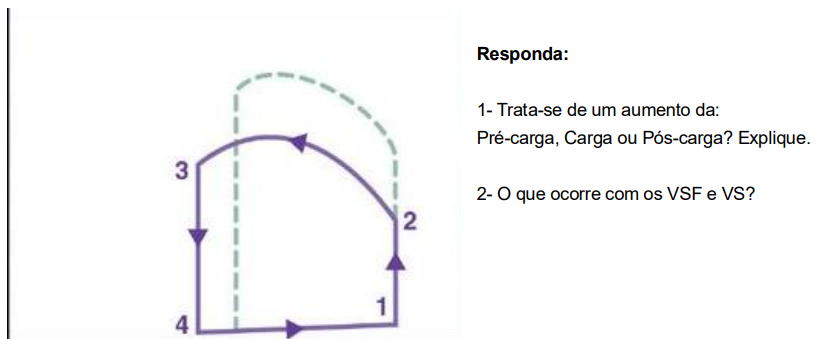 Responda:
1- Trata-se de um aumento da:
Pré-carga, Carga ou Pós-carga? Explique.
2- O que ocorre com os VSF e VS?
3
2
1
4